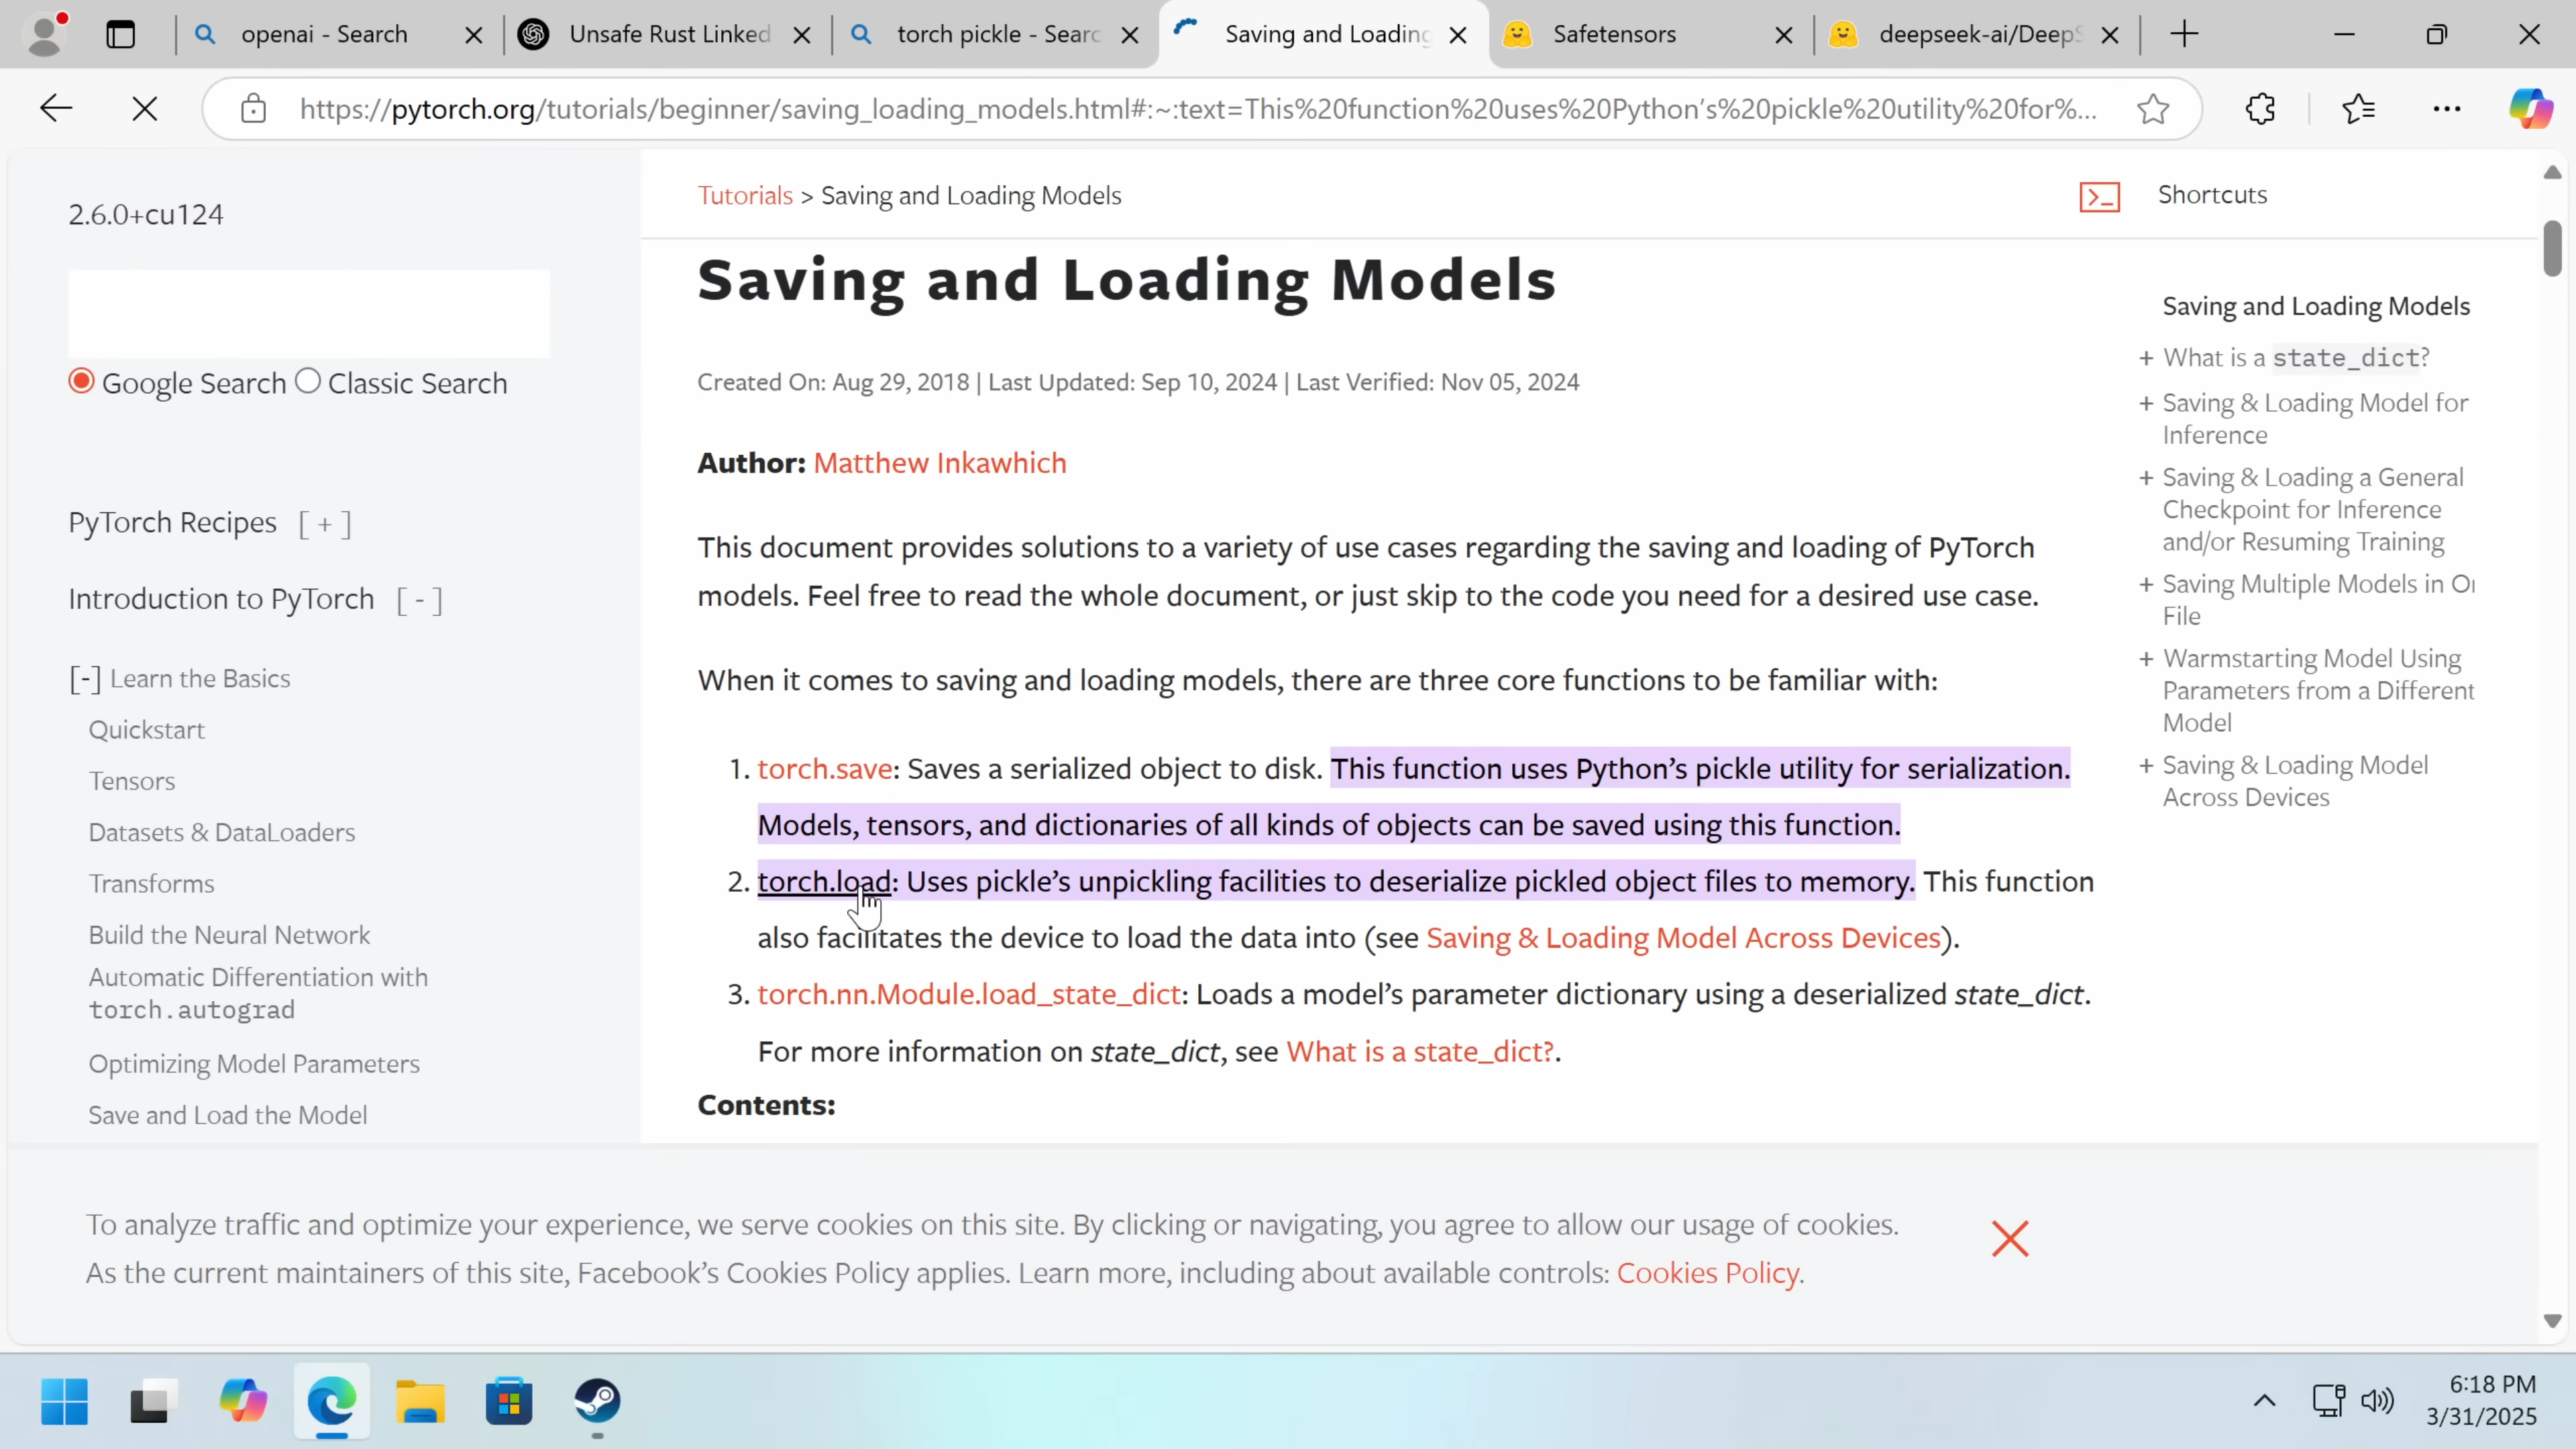 openai - Search
Unsafe Rust Linked
torch pickle - Searc
Saving and Loading
Safetensors
deepseek-ai/DeepS
https://pytorch.org/tutorials/beginner/saving_loading_models.html#:~:text=This%20function%20uses%20Python's%20pickle%20utility%20for%...
2.6.0+cu124
Google Search Classic Search
PyTorch Recipes [ + ]
Introduction to PyTorch [ - ]
[-] Learn the Basics
Quickstart
Tensors
Datasets & DataLoaders
Transforms
Build the Neural Network
Automatic Differentiation with
torch.autograd
Optimizing Model Parameters
Save and Load the Model
Tutorials > Saving and Loading Models
Shortcuts
Saving and Loading Models
Created On: Aug 29, 2018 | Last Updated: Sep 10, 2024 | Last Verified: Nov 05, 2024
Author: Matthew Inkawhich
This document provides solutions to a variety of use cases regarding the saving and loading of PyTorch
models. Feel free to read the whole document, or just skip to the code you need for a desired use case.
When it comes to saving and loading models, there are three core functions to be familiar with:
1. torch.save: Saves a serialized object to disk. This function uses Python’s pickle utility for serialization.
Models, tensors, and dictionaries of all kinds of objects can be saved using this function.
2. torch.load: Uses pickle’s unpickling facilities to deserialize pickled object files to memory. This function
also facilitates the device to load the data into (see Saving & Loading Model Across Devices).
3. torch.nn.Module.load_state_dict: Loads a model’s parameter dictionary using a deserialized state_dict.
For more information on state_dict, see What is a state_dict?.
Contents:
Saving and Loading Models
+ What is a state_dict?
+ Saving & Loading Model for
Inference
+ Saving & Loading a General
Checkpoint for Inference
and/or Resuming Training
+ Saving Multiple Models in On
File
+ Warmstarting Model Using
Parameters from a Different
Model
+ Saving & Loading Model
Across Devices
To analyze traffic and optimize your experience, we serve cookies on this site. By clicking or navigating, you agree to allow our usage of cookies.
As the current maintainers of this site, Facebook’s Cookies Policy applies. Learn more, including about available controls: Cookies Policy.
6:18 PM
3/31/2025